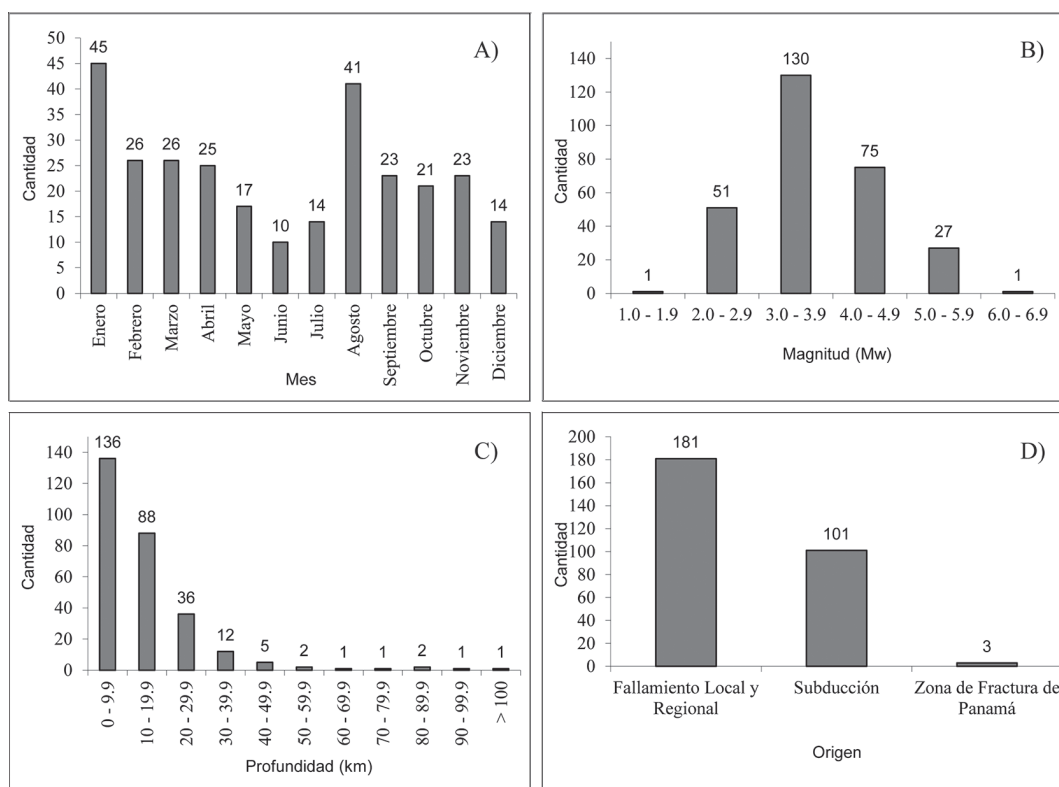 A)
Cantidad
50
45
40
35
30
25
20
15
10
5
0
45
26
26
25
17
10
14
41
23
21
23
14
Enero
Febrero
Marzo
Abril
Mayo
Junio
Julio
Agosto
Septiembre
Octubre
Noviembre
Diciembre
Mes
B)
Cantidad
140
120
100
80
60
40
20
0
1
51
130
75
27
1
1.0 - 1.9
2.0 - 2.9
3.0 - 3.9
4.0 - 4.9
5.0 - 5.9
6.0 - 6.9
Magnitud (Mw)
C)
Cantidad
140
120
100
80
60
40
20
0
136
88
36
12
5
2
1
1
2
1
1
0 - 9.9
10 - 19.9
20 - 29.9
30 - 39.9
40 - 49.9
50 - 59.9
60 - 69.9
70 - 79.9
80 - 89.9
90 - 99.9
> 100
Profundidad (km)
D)
Cantidad
200
180
160
140
120
100
80
60
40
20
0
181
101
3
Fallamiento Local y
Regional
Subducción
Zona de Fractura de
Panamá
Origen